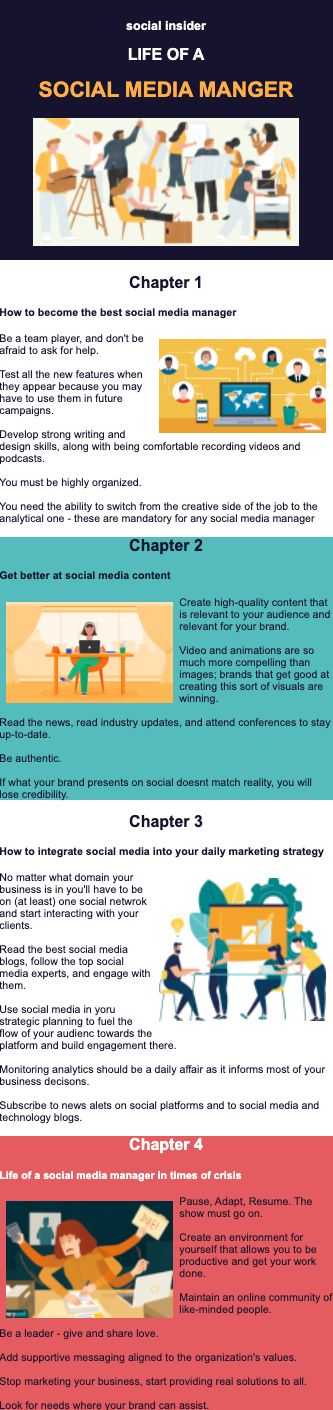 social insider
LIFE OF A
SOCIAL MEDIA MANGER
Chapter 1
How to become the best social media manager
Be a team player, and don't be
afraid to ask for help.
Test all the new features when
they appear because you may
have to use them in future
campaigns.
Develop strong writing and
design skills, along with being comfortable recording videos and
podcasts.
You must be highly organized.
You need the ability to switch from the creative side of the job to the
analytical one - these are mandatory for any social media manager
Chapter 2
Get better at social media content
Create high-quality content that
is relevant to your audience and
relevant for your brand.
Video and animations are so
much more compelling than
images; brands that get good at
creating this sort of visuals are
winning.
Read the news, read industry updates, and attend conferences to stay
up-to-date.
Be authentic.
If what your brand presents on social doesnt match reality, you will
lose credibility.
Chapter 3
How to integrate social media into your daily marketing strategy
No matter what domain your
business is in you'll have to be
on (at least) one social netwrok
and start interacting with your
clients.
Read the best social media
blogs, follow the top social
media experts, and engage with
them.
Use social media in yoru
strategic planning to fuel the
flow of your audienc towards the
platform and build engagement there.
Monitoring analytics should be a daily affair as it informs most of your
business decisons.
Subscribe to news alets on social platforms and to social media and
technology blogs.
Chapter 4
Life of a social media manager in times of crisis
Pause, Adapt, Resume. The
show must go on.
Create an environment for
yourself that allows you to be
productive and get your work
done.
Maintain an online community of
like-minded people.
DUE!
Be a leader - give and share love.
Add supportive messaging aligned to the organization's values.
Stop marketing your business, start providing real solutions to all.
Look for needs where your brand can assist.